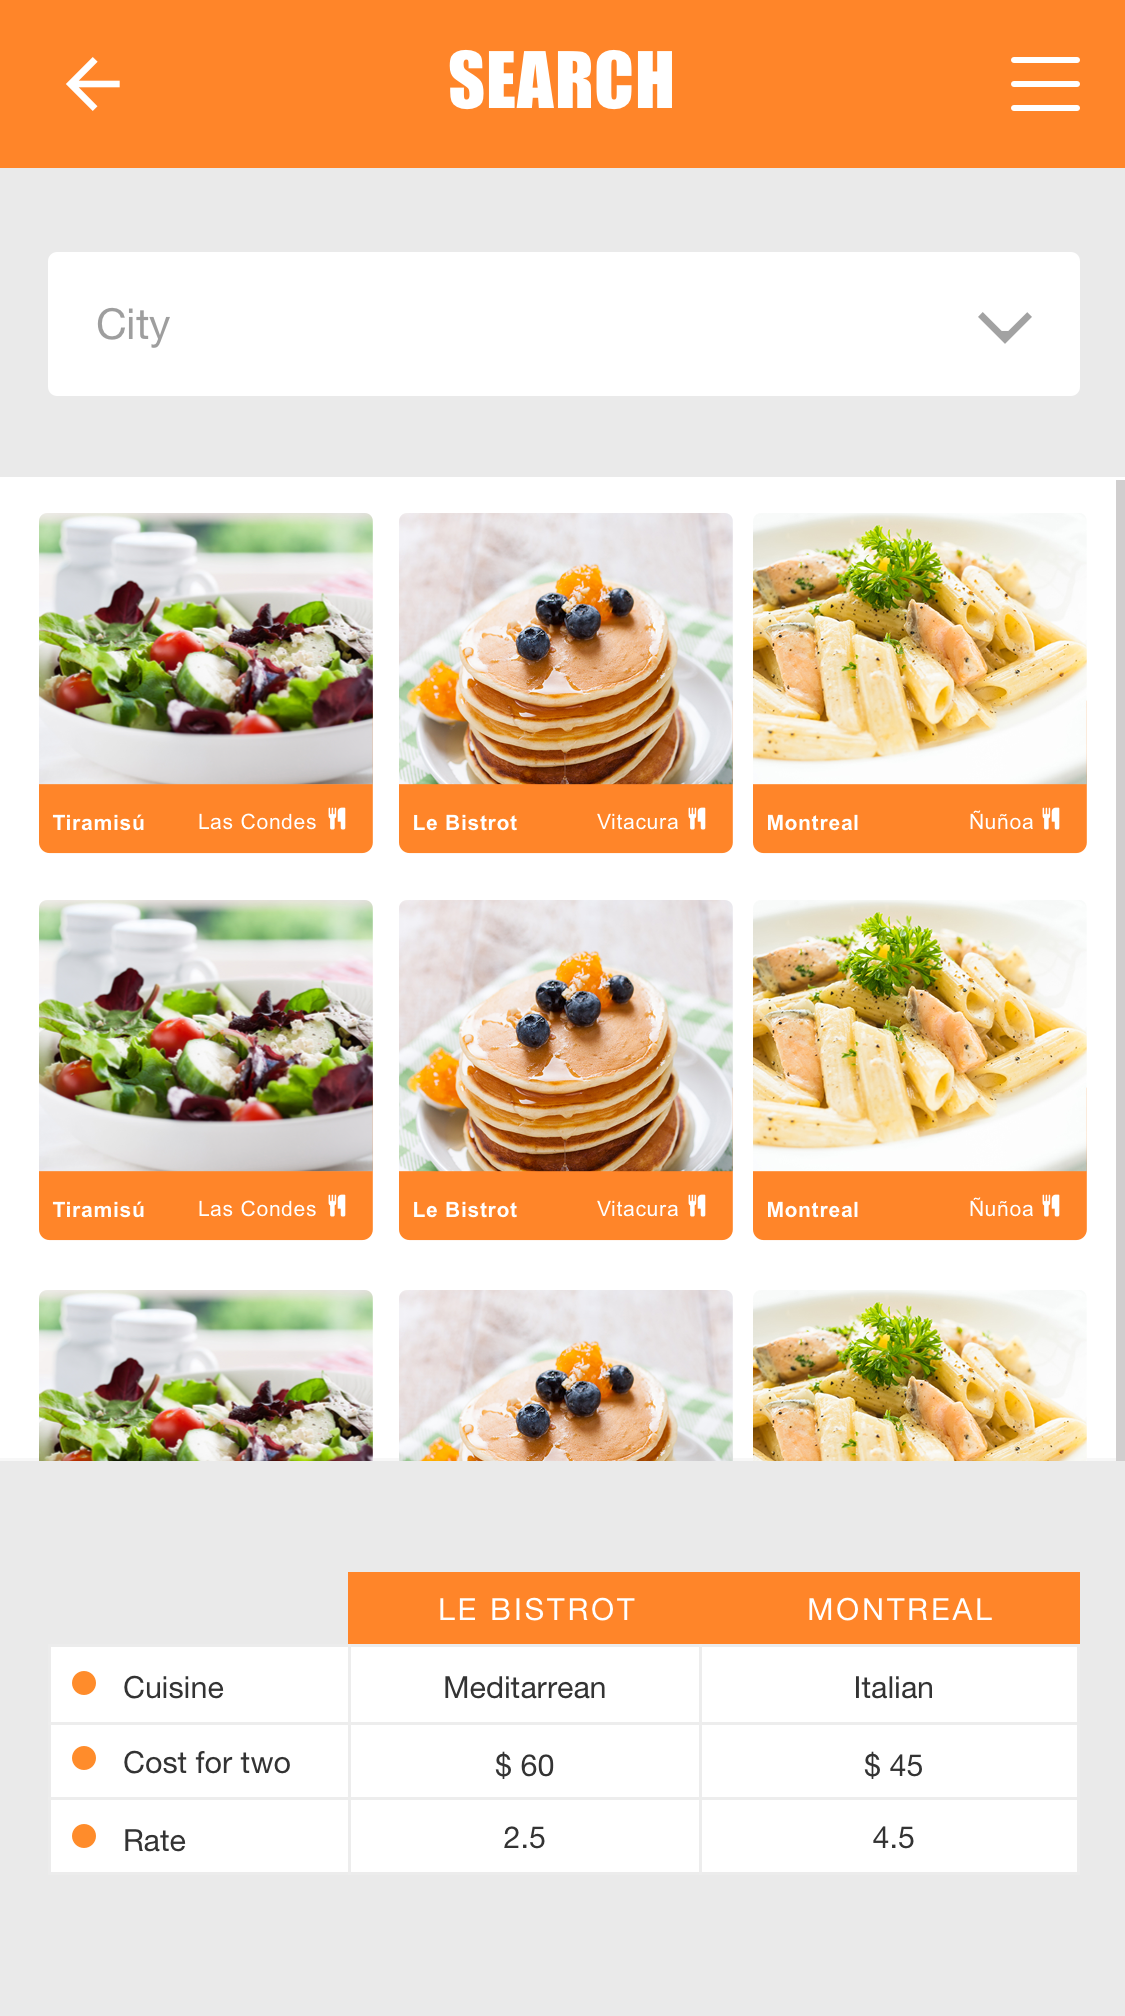 SEARCH
City
Tiramisú Las Condes
Le Bistrot Vitacura
Montreal Ñuñoa
Tiramisú Las Condes
Le Bistrot Vitacura
Montreal Ñuñoa
LE BISTROT MONTREAL
Cuisine Meditarrean Italian
Cost for two $ 60 $ 45
Rate 2.5 4.5